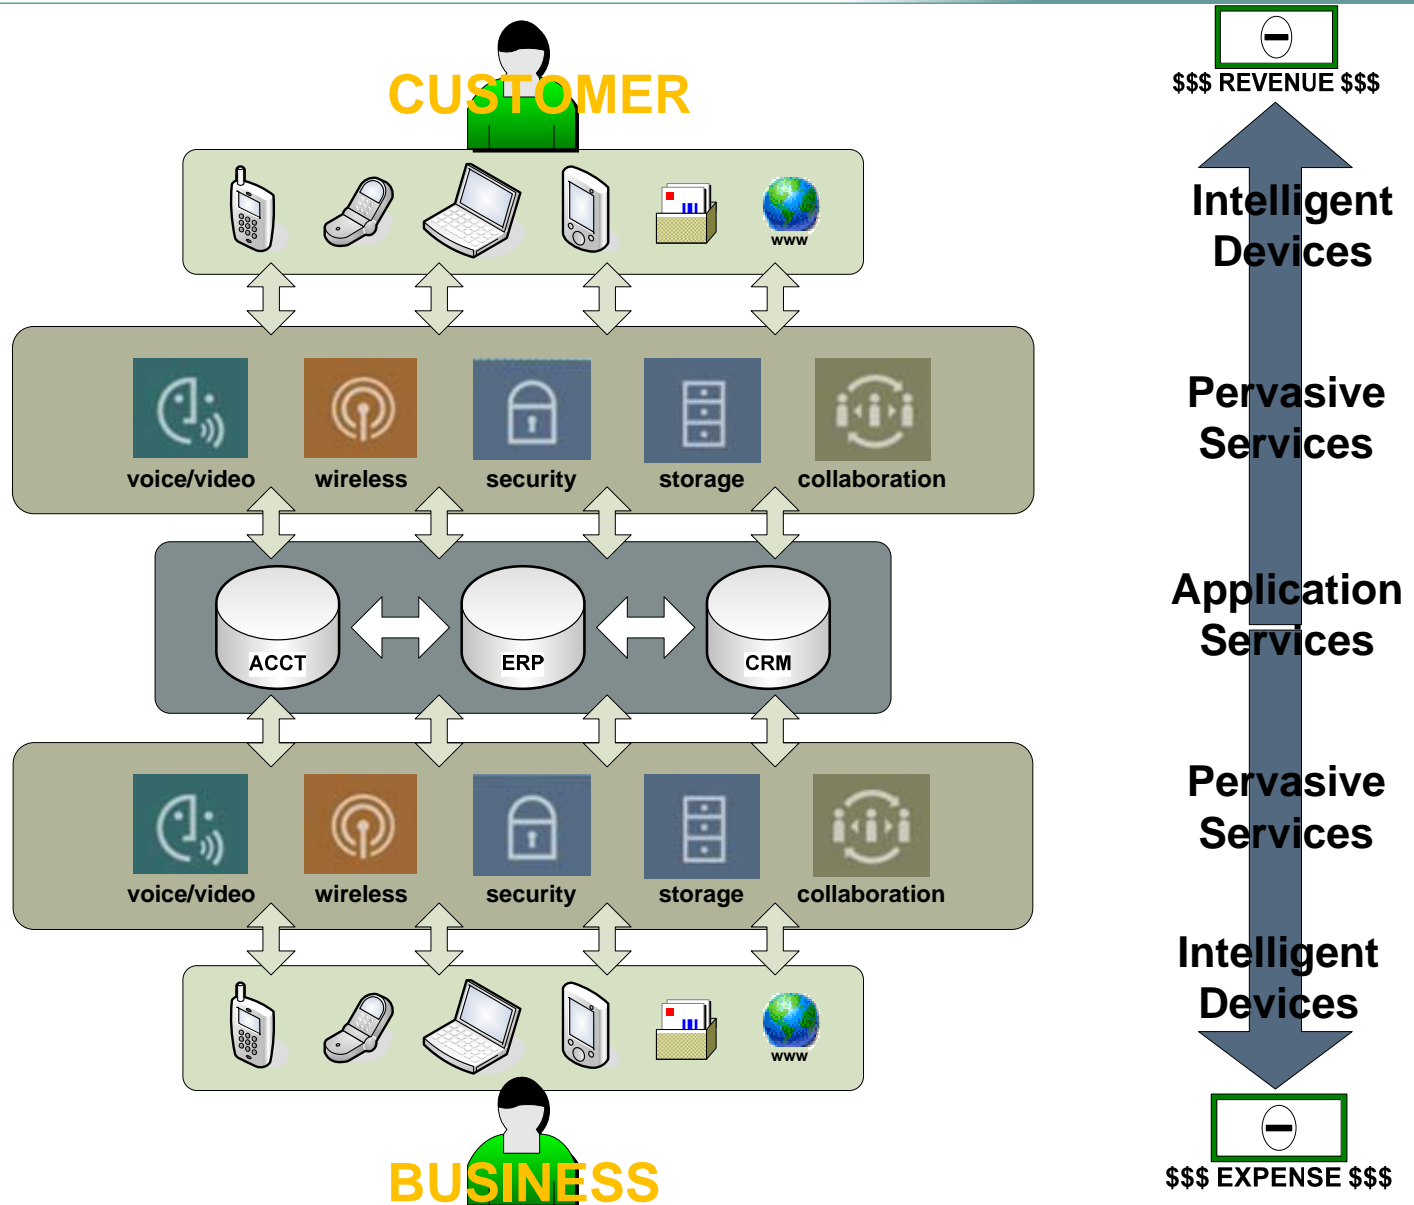 CUSTOMER
www
voice/video wireless security storage collaboration
ACCT ERP CRM
voice/video wireless security storage collaboration
www
BUSINESS
$$$ REVENUE $$$
Intelligent
Devices
Pervasive
Services
Application
Services
Pervasive
Services
Intelligent
Devices
$$$ EXPENSE $$$